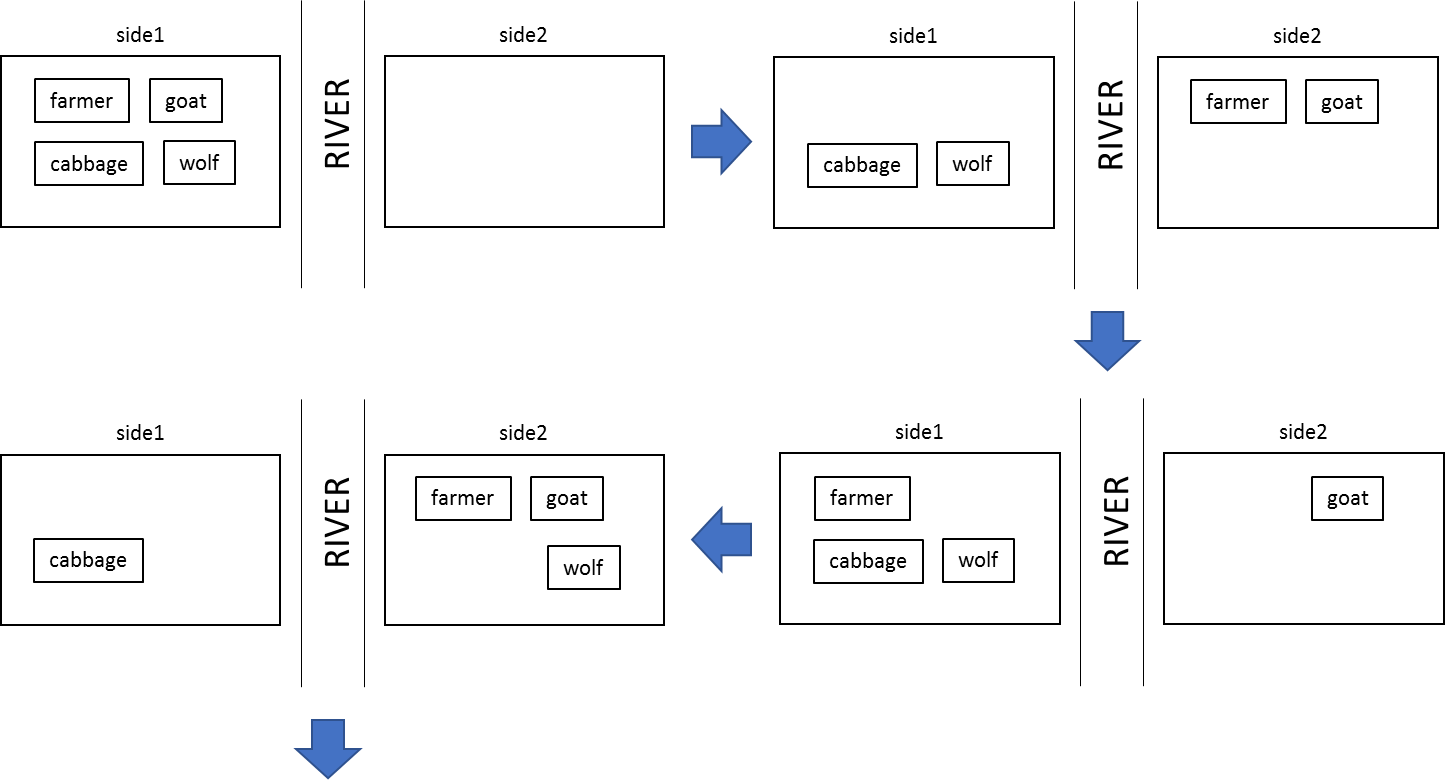 side1
side2
farmer
goat
cabbage
wolf
RIVER
side1
side2
cabbage
wolf
RIVER
farmer
goat
side1
side2
cabbage
RIVER
farmer
goat
wolf
side1
side2
farmer
cabbage
wolf
RIVER
goat